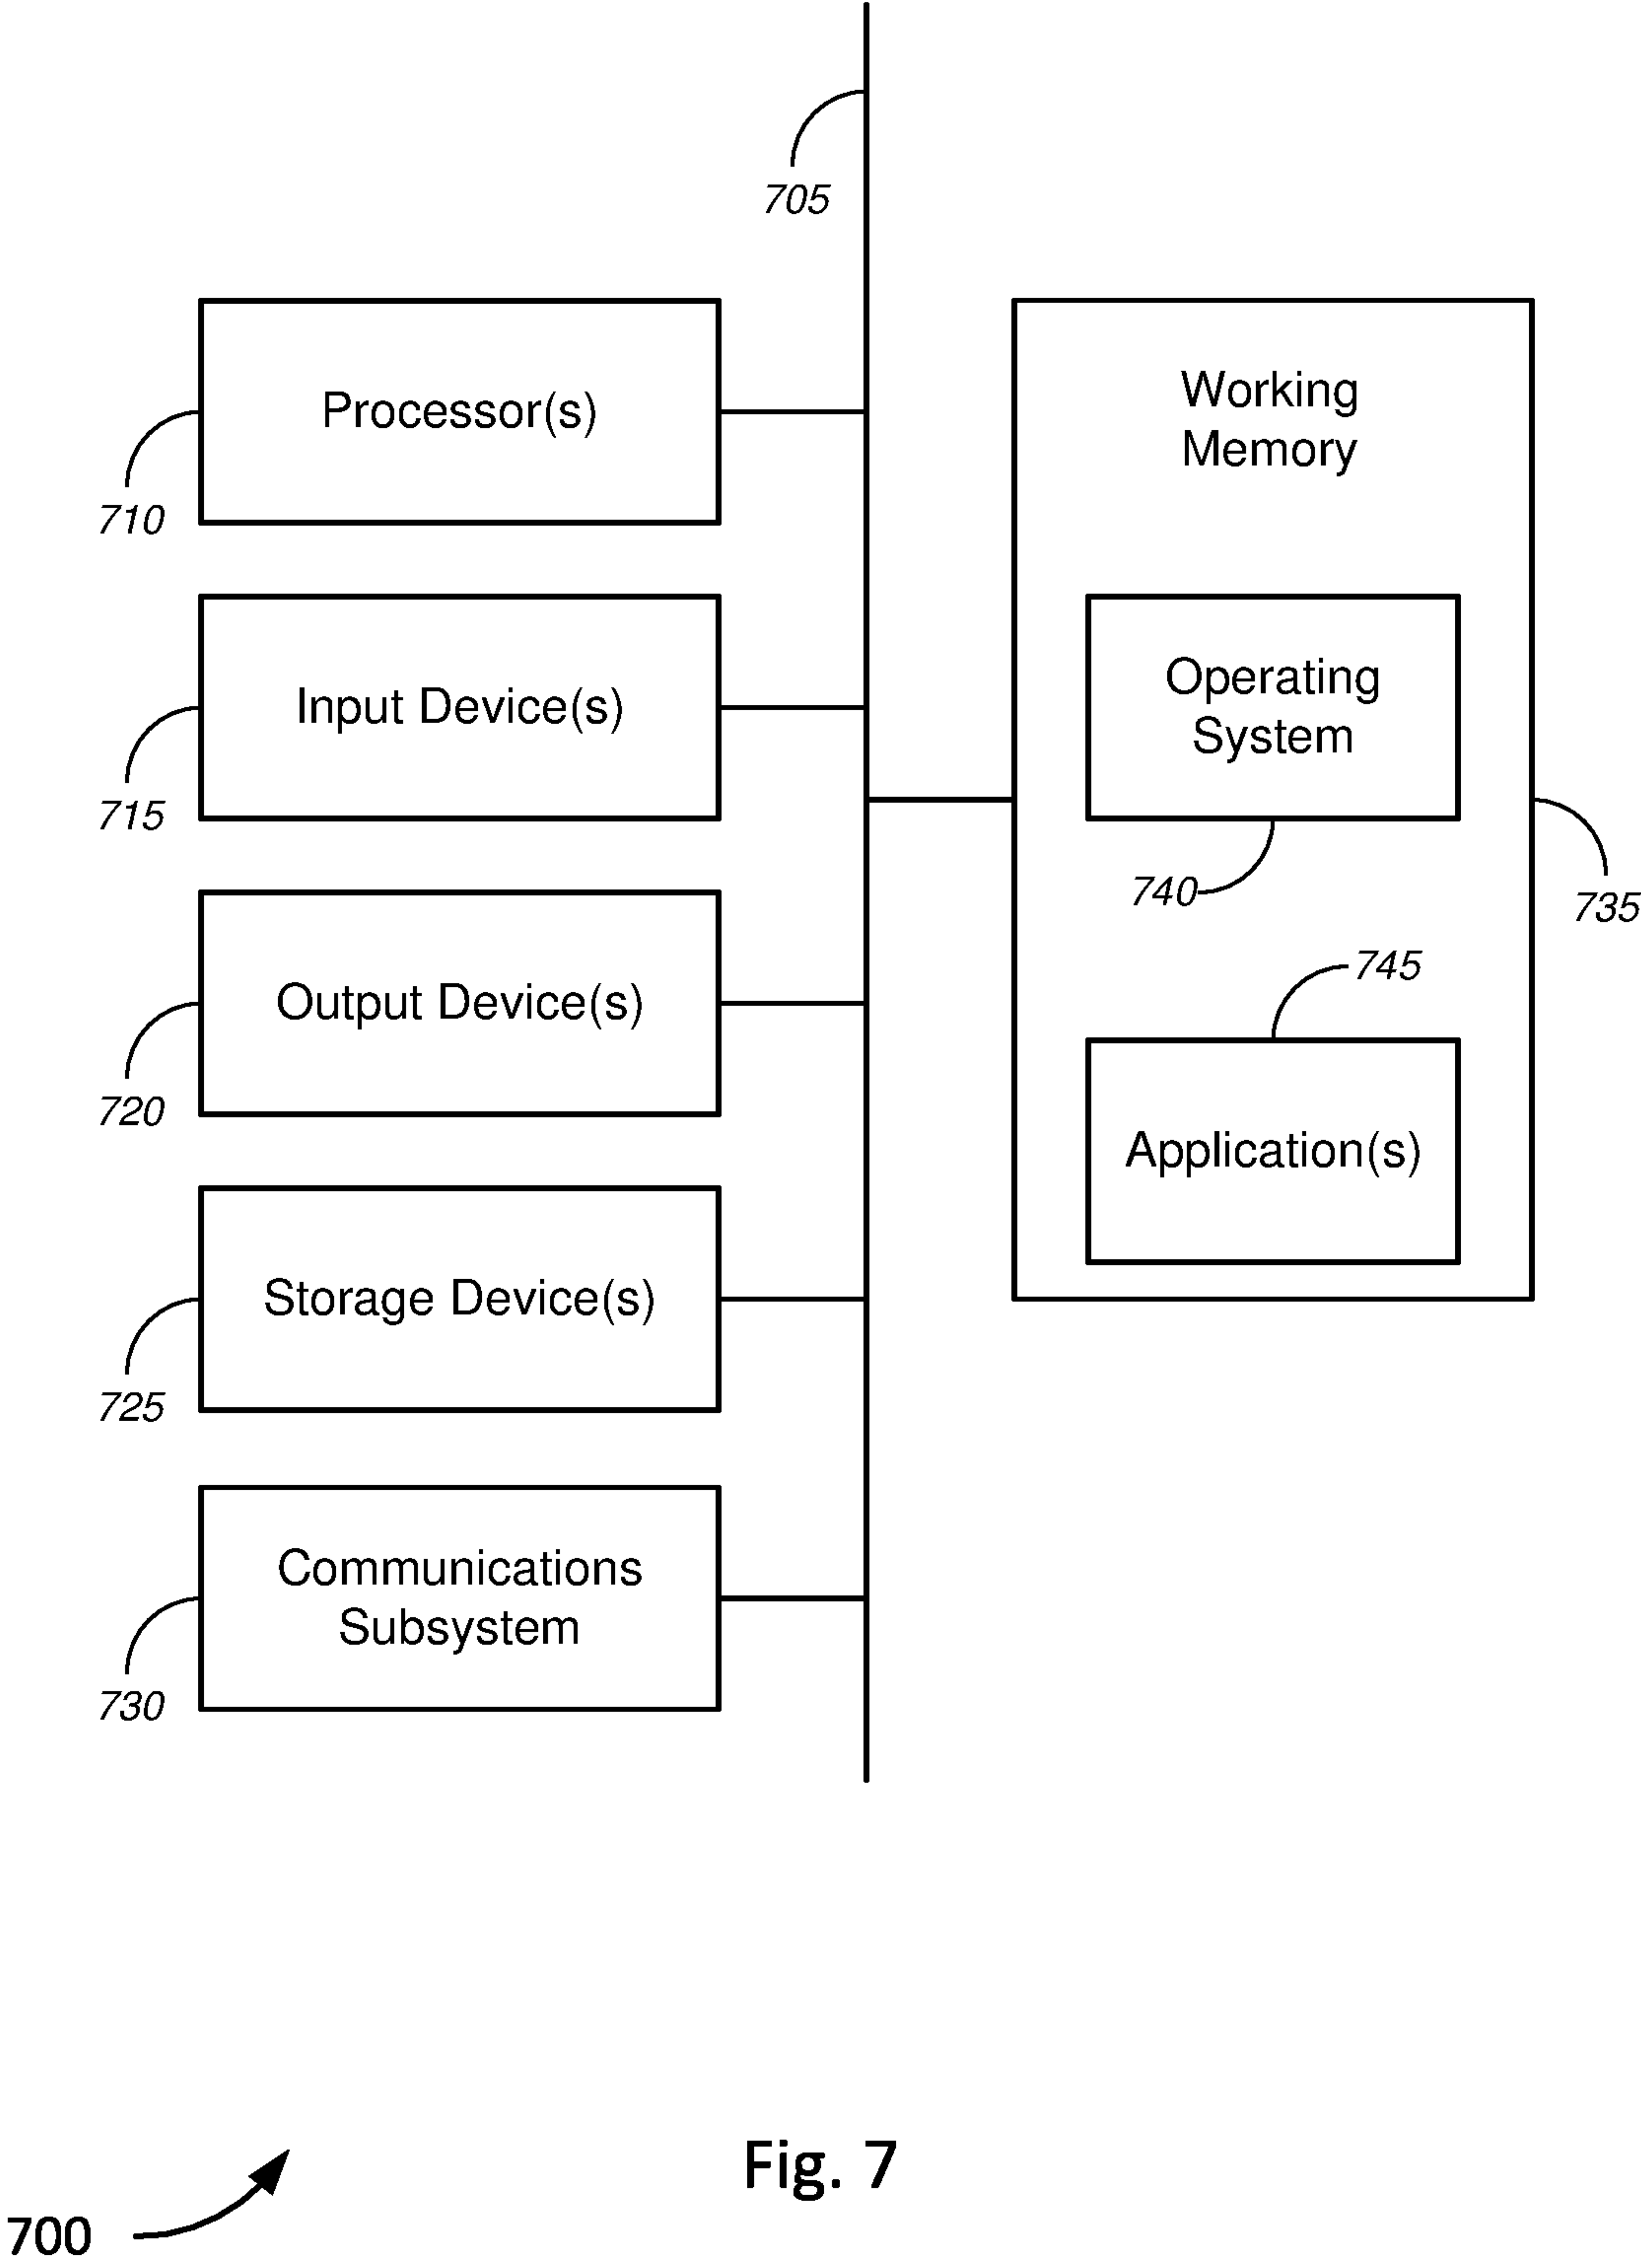 705
Processor(s)
710
Input Device(s)
715
Output Device(s)
720
Storage Device(s)
725
Communications
Subsystem
730
Working
Memory
Operating
System
740
735
745
Application(s)
Fig. 7
700